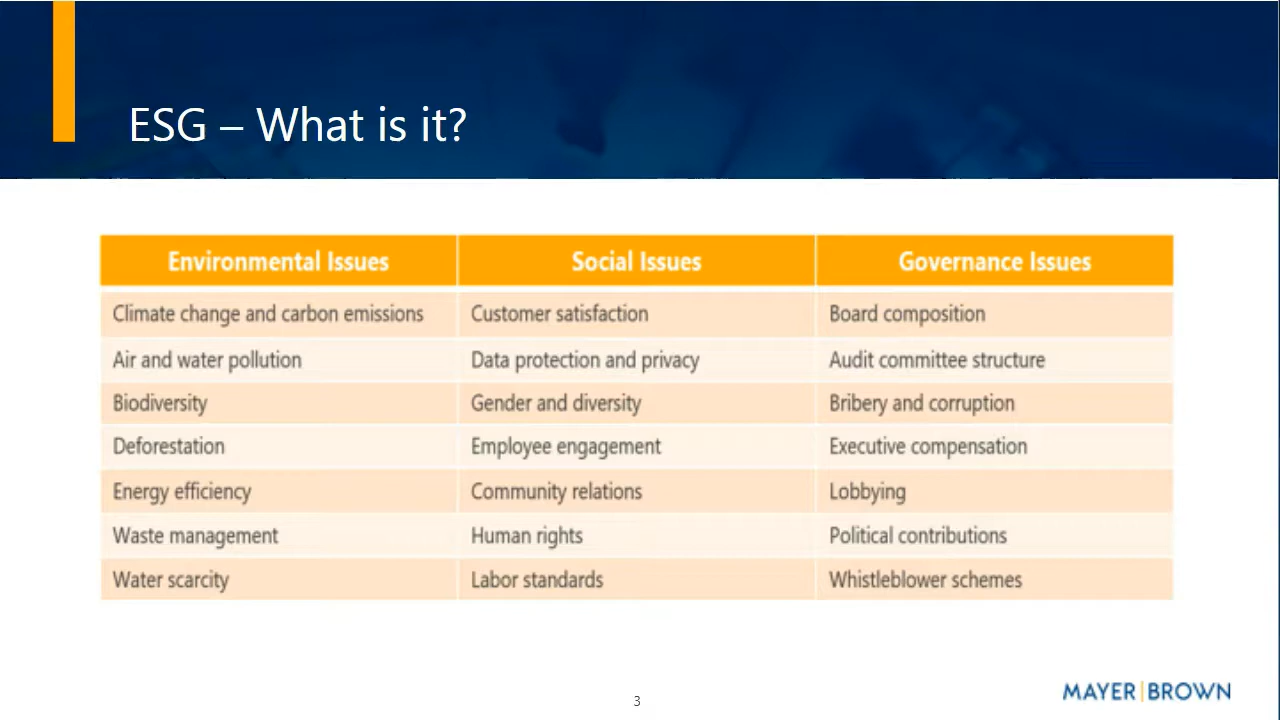 ESG – What is it?
Environmental Issues Social Issues Governance Issues
Climate change and carbon emissions Customer satisfaction Board composition
Air and water pollution Data protection and privacy Audit committee structure
Biodiversity Gender and diversity Bribery and corruption
Deforestation Employee engagement Executive compensation
Energy efficiency Community relations Lobbying
Waste management Human rights Political contributions
Water scarcity Labor standards Whistleblower schemes
3
MAYER|BROWN